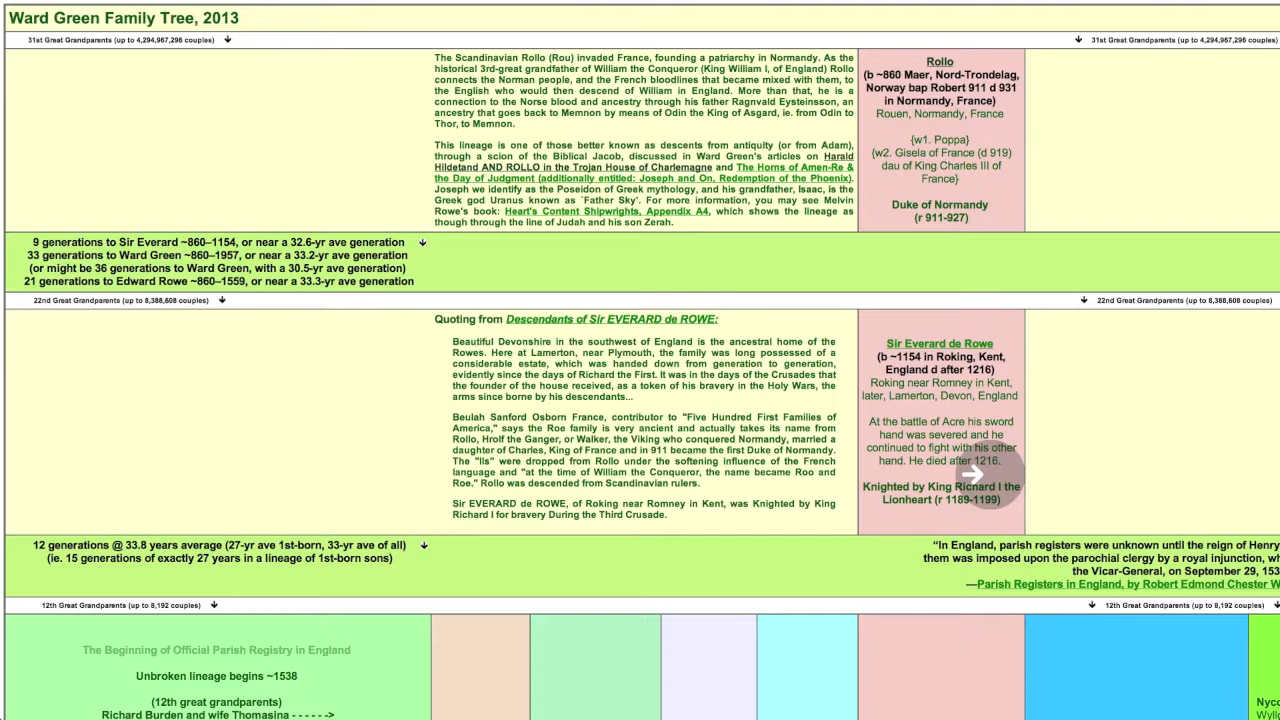 Ward Green Family Tree, 2013
31st Great Grandparents (up to 4,294,967,296 couples) 🡣
🡣 31st Great Grandparents (up to 4,294,967,296 couples)
The Scandinavian Rollo (Rou) invaded France, founding a patriarchy in Normandy. As the
historical 3rd-great grandfather of William the Conqueror (King William I, of England) Rollo
connects the Norman people, and the French bloodlines that became mixed with them, to
the English who would then descend of William in England. More than that, he is a
connection to the Norse blood and ancestry through his father Ragnvald Eysteinsson, an
ancestry that goes back to Memnon by means of Odin the King of Asgard, ie. from Odin to
Thor, to Memnon.
This lineage is one of those better known as descents from antiquity (or from Adam),
through a scion of the Biblical Jacob, discussed in Ward Green's articles on Harald
Hildetand AND ROLLO in the Trojan House of Charlemagne and The Horns of Amen-Re &
the Day of Judgment (additionally entitled: Joseph and On, Redemption of the Phoenix).
Joseph we identify as the Poseidon of Greek mythology, and his grandfather, Isaac, is the
Greek god Uranus known as `Father Sky'. For more information, you may see Melvin
Rowe's book: Heart's Content Shipwrights, Appendix A4, which shows the lineage as
though through the line of Judah and his son Zerah.
Rollo
(b ~860 Maer, Nord-Trondelag,
Norway bap Robert 911 d 931
in Normandy, France)
Rouen, Normandy, France
{w1. Poppa}
{w2. Gisela of France (d 919)
dau of King Charles III of
France}
Duke of Normandy
(r 911-927)
9 generations to Sir Everard ~860–1154, or near a 32.6-yr ave generation 🡣
33 generations to Ward Green ~860–1957, or near a 33.2-yr ave generation
(or might be 36 generations to Ward Green, with a 30.5-yr ave generation)
21 generations to Edward Rowe ~860–1559, or near a 33.3-yr ave generation
22nd Great Grandparents (up to 8,388,608 couples) 🡣
🡣 22nd Great Grandparents (up to 8,388,608 couples)
Quoting from Descendants of Sir EVERARD de ROWE:
Beautiful Devonshire in the southwest of England is the ancestral home of the
Rowes. Here at Lamerton, near Plymouth, the family was long possessed of a
considerable estate, which was handed down from generation to generation,
evidently since the days of Richard the First. It was in the days of the Crusades that
the founder of the house received, as a token of his bravery in the Holy Wars, the
arms since borne by his descendants...
Beulah Sanford Osborn France, contributor to "Five Hundred First Families of
America," says the Roe family is very ancient and actually takes its name from
Rollo, Hrolf the Ganger, or Walker, the Viking who conquered Normandy, married a
daughter of Charles, King of France and in 911 became the first Duke of Normandy.
The "lls" were dropped from Rollo under the softening influence of the French
language and "at the time of William the Conqueror, the name became Roo and
Roe." Rollo was descended from Scandinavian rulers.
Sir EVERARD de ROWE, of Roking near Romney in Kent, was Knighted by King
Richard I for bravery During the Third Crusade.
Sir Everard de Rowe
(b ~1154 in Roking, Kent,
England d after 1216)
Roking near Romney in Kent,
later, Lamerton, Devon, England
At the battle of Acre his sword
hand was severed and he
continued to fight with his other
hand. He died after 1216.
Knighted by King Richard I the
Lionheart (r 1189-1199)
12 generations @ 33.8 years average (27-yr ave 1st-born, 33-yr ave of all) 🡣
(ie. 15 generations of exactly 27 years in a lineage of 1st-born sons)
“In England, parish registers were unknown until the reign of Henry
them was imposed upon the parochial clergy by a royal injunction, wh
the Vicar-General, on September 29, 153
—Parish Registers in England, by Robert Edmond Chester W
12th Great Grandparents (up to 8,192 couples) 🡣
🡣 12th Great Grandparents (up to 8,192 couples) 🡣
The Beginning of Official Parish Registry in England
Unbroken lineage begins ~1538
(12th great grandparents)
Richard Burden and wife Thomasina - - - - - ->
Nyco